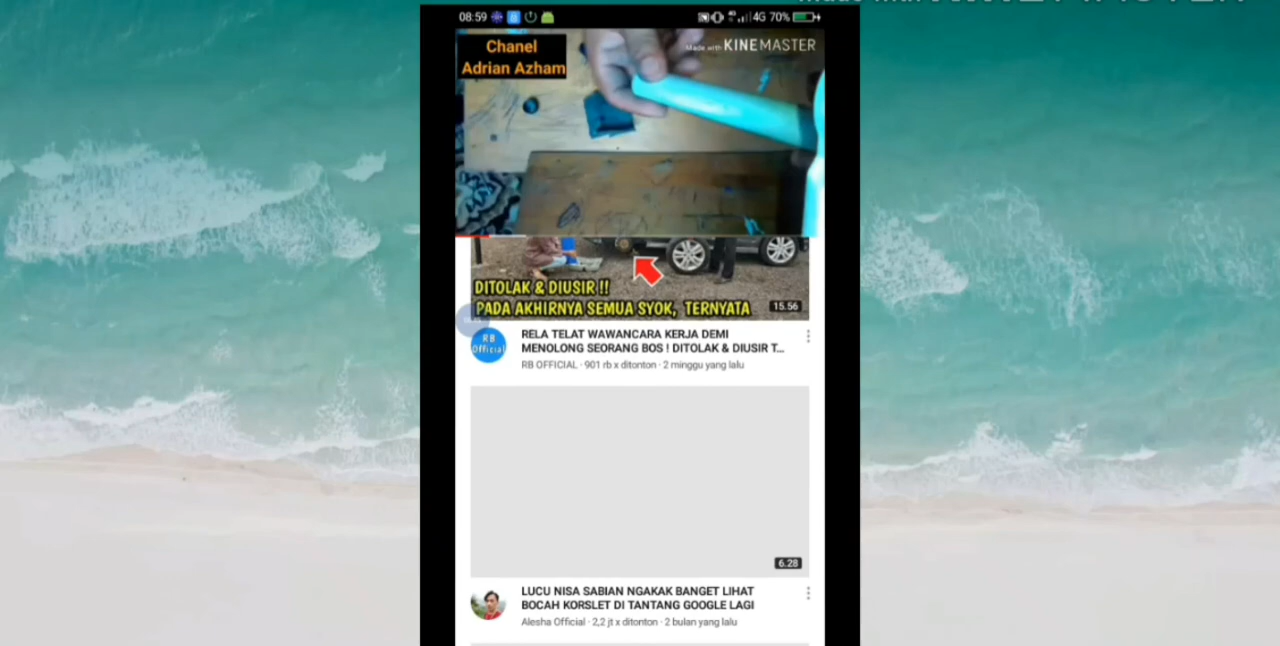 08:59
4G 70%
Chanel
Adrian Azham
Made with KINEMASTER
DITOLAK & DIUSIR !!
PADA AKHIRNYA SEMUA SYOK, TERNYATA
15.56
RB
Official
RELA TELAT WAWANCARA KERJA DEMI
MENOLONG SEORANG BOS ! DITOLAK & DIUSIR T...
RB OFFICIAL · 901 rb x ditonton · 2 minggu yang lalu
6.28
LUCU NISA SABIAN NGAKAK BANGET LIHAT
BOCAH KORSLET DI TANTANG GOOGLE LAGI
Alesha Official · 2,2 jt x ditonton · 2 bulan yang lalu